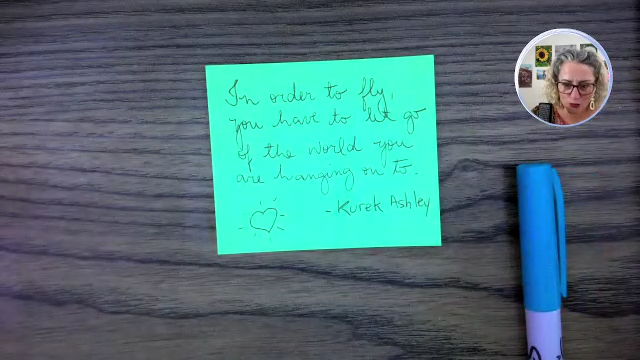 In order to fly,
you have to let go
of the world you
are hanging on to.
- Kurek Ashley